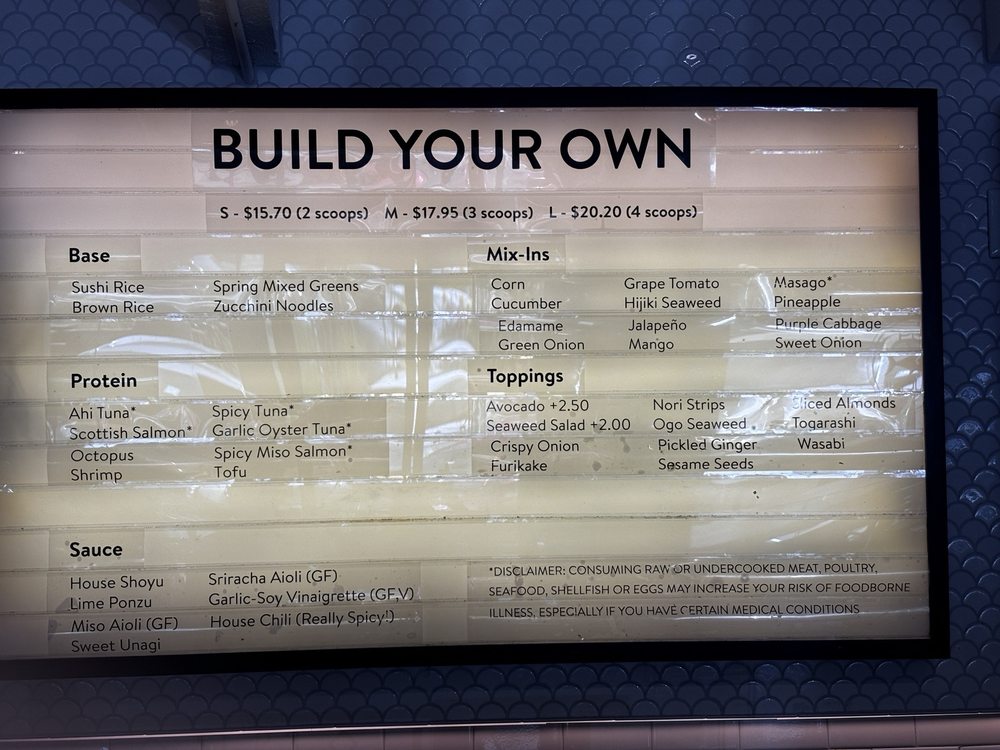 BUILD YOUR OWN
S - $15.70 (2 scoops) M - $17.95 (3 scoops) L - $20.20 (4 scoops)
Base
Sushi Rice Spring Mixed Greens
Brown Rice Zucchini Noodles
Protein
Ahi Tuna* Spicy Tuna*
Scottish Salmon* Garlic Oyster Tuna*
Octopus Spicy Miso Salmon*
Shrimp Tofu
Sauce
House Shoyu Sriracha Aioli (GF)
Lime Ponzu Garlic-Soy Vinaigrette (GF,V)
Miso Aioli (GF) House Chili (Really Spicy!)
Sweet Unagi
Mix-Ins
Corn Grape Tomato Masago*
Cucumber Hijiki Seaweed Pineapple
Edamame Jalapeño Purple Cabbage
Green Onion Mango Sweet Onion
Toppings
Avocado +2.50 Nori Strips Sliced Almonds
Seaweed Salad +2.00 Ogo Seaweed Togarashi
Crispy Onion Pickled Ginger Wasabi
Furikake Sesame Seeds
*DISCLAIMER: CONSUMING RAW OR UNDERCOOKED MEAT, POULTRY,
SEAFOOD, SHELLFISH OR EGGS MAY INCREASE YOUR RISK OF FOODBORNE
ILLNESS, ESPECIALLY IF YOU HAVE CERTAIN MEDICAL CONDITIONS